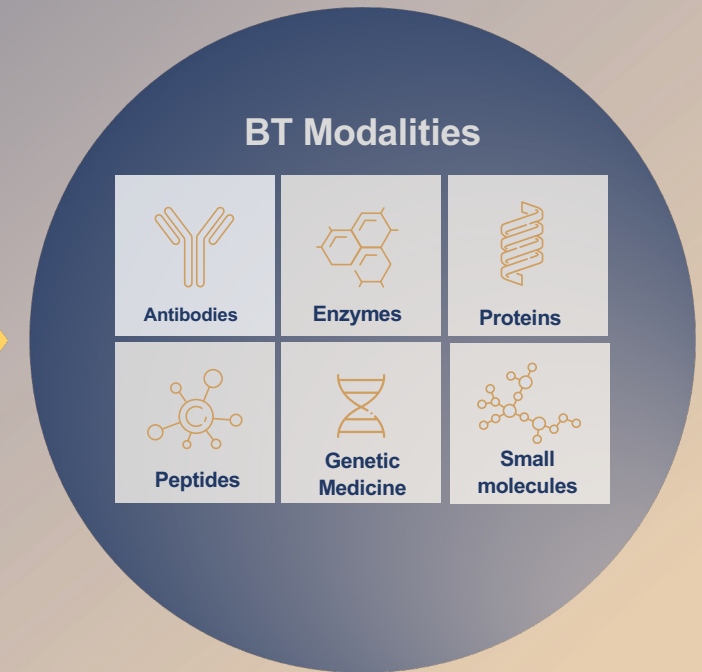 BT Modalities
Antibodies
Enzymes
Proteins
Peptides
Genetic
Medicine
Small
molecules